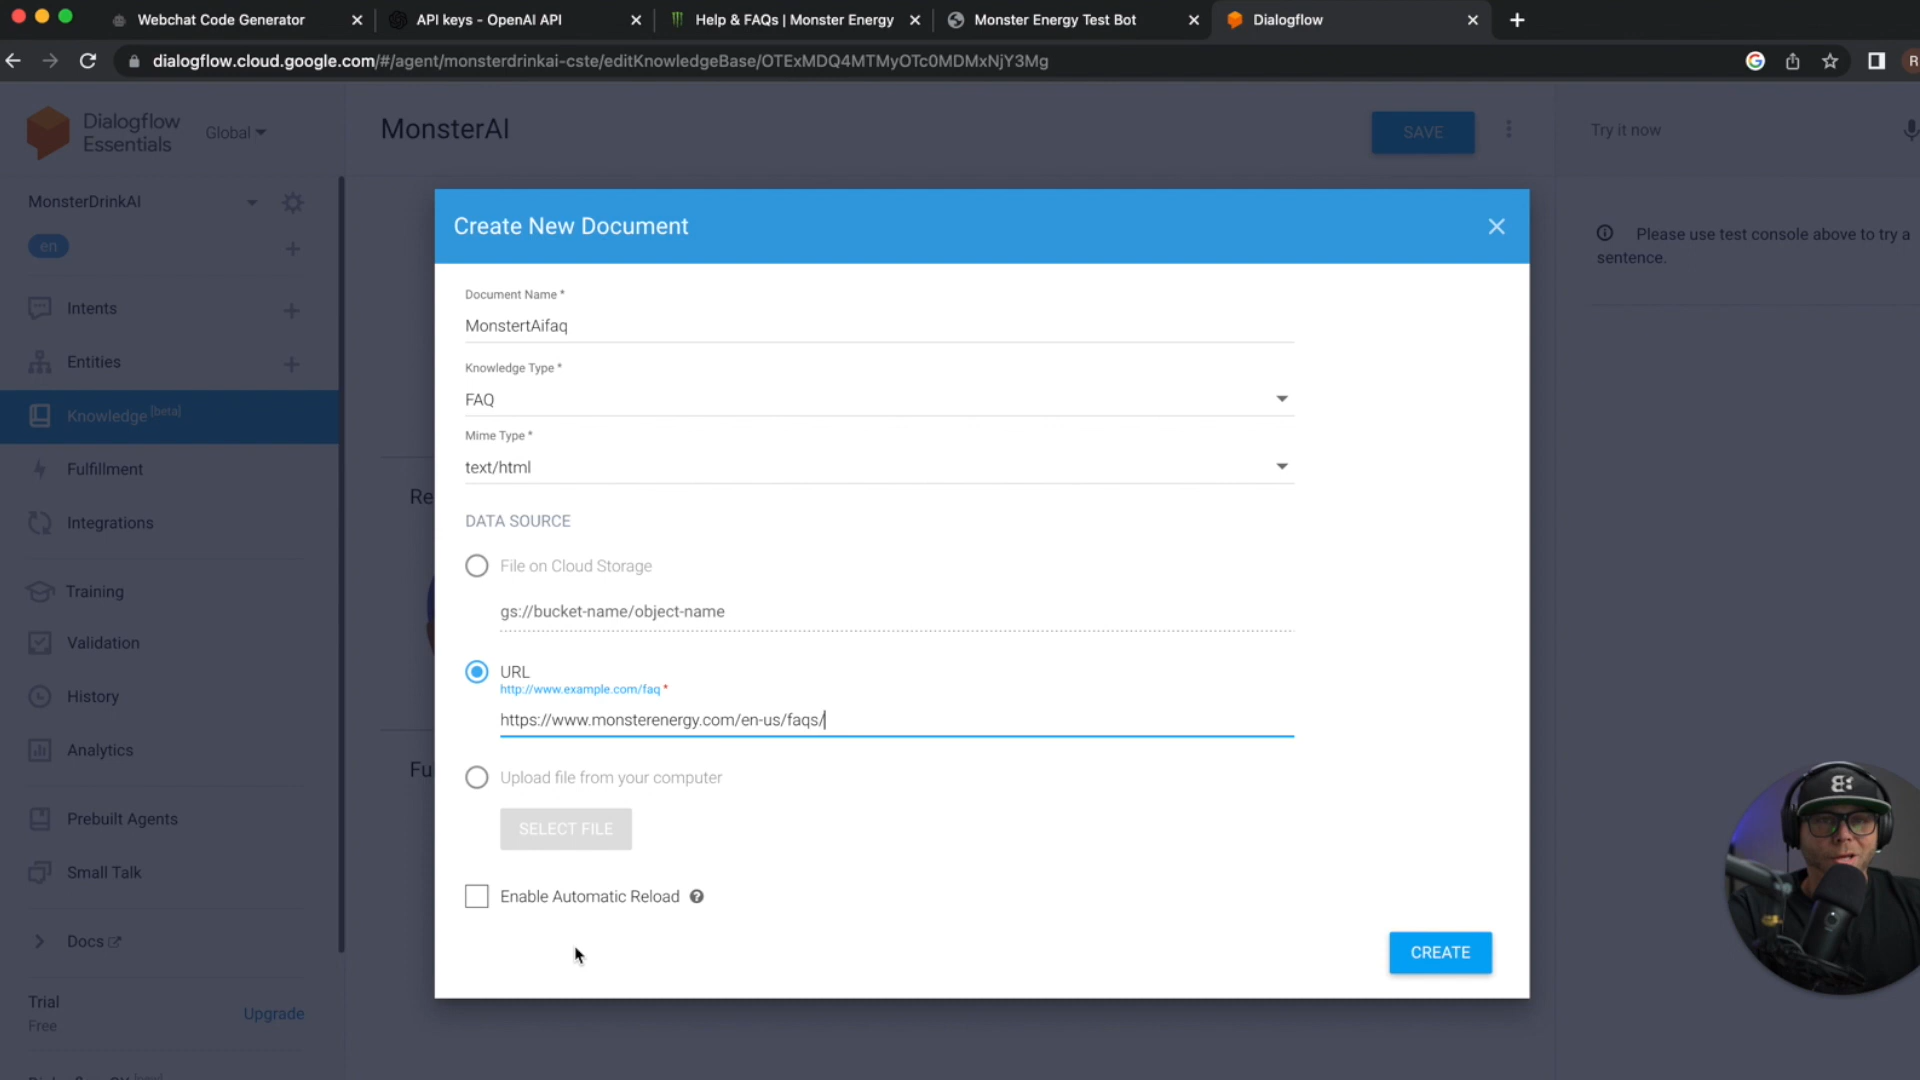 Webchat Code Generator
API keys - OpenAI API
Help & FAQs | Monster Energy
Monster Energy Test Bot
Dialogflow
dialogflow.cloud.google.com/#/agent/monsterdrinkai-cste/editKnowledgeBase/OTExMDQ4MTMyOTc0MDMxNjY3Mg
R
Dialogflow
Essentials
Global
MonsterAI
SAVE
Try it now
MonsterDrinkAI
en
Please use test console above to try a
sentence.
Intents
Entities
Knowledge [beta]
Fulfillment
Integrations
Training
Validation
History
Analytics
Prebuilt Agents
Small Talk
Docs
Trial
Free
Upgrade
Re
Fu
Create New Document
Document Name *
MonstertAifaq
Knowledge Type *
FAQ
Mime Type *
text/html
DATA SOURCE
File on Cloud Storage
gs://bucket-name/object-name
URL
http://www.example.com/faq *
https://www.monsterenergy.com/en-us/faqs/
Upload file from your computer
SELECT FILE
Enable Automatic Reload
CREATE